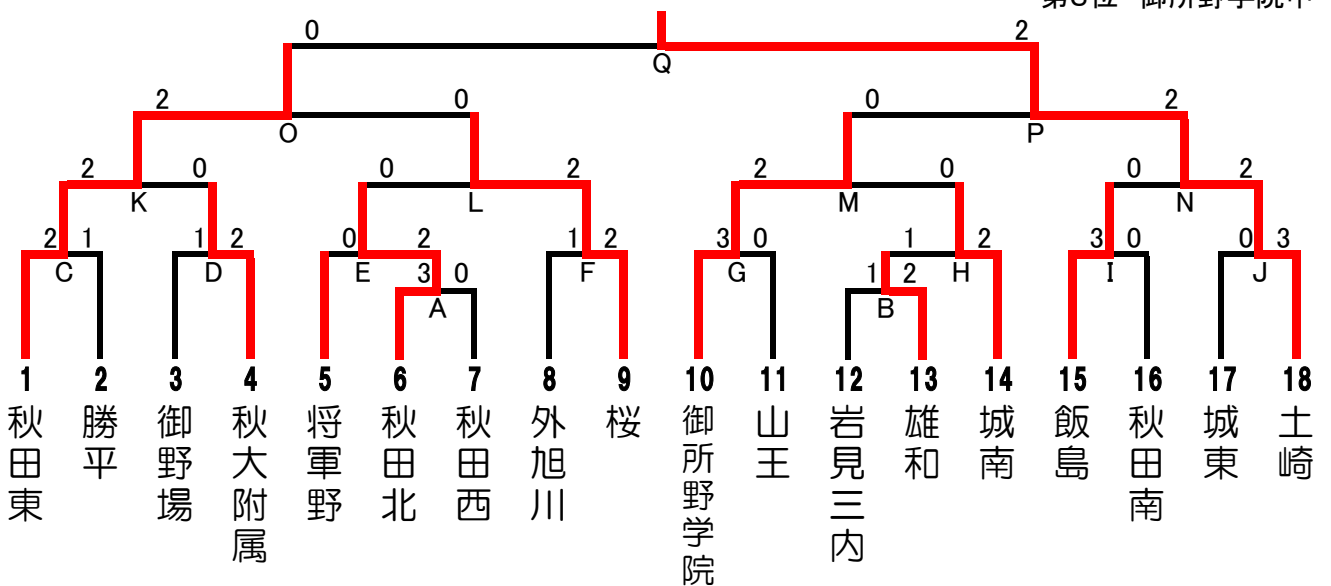 0 2
Q
2 0 0 2
O P
2 0 0 2 2 0 0 2
K L M N
2 1 1 2 0 2 1 2 3 0 1 2 3 0 0 3
C D E F G H I J
3 0 1 2
A B
1 2 3 4 5 6 7 8 9 10 11 12 13 14 15 16 17 18
秋田東
勝平
御野場
秋大附属
将軍野
秋田北
秋田西
外旭川
桜
御所野学院
山王
岩見三内
雄和
城南
飯島
秋田南
城東
土崎